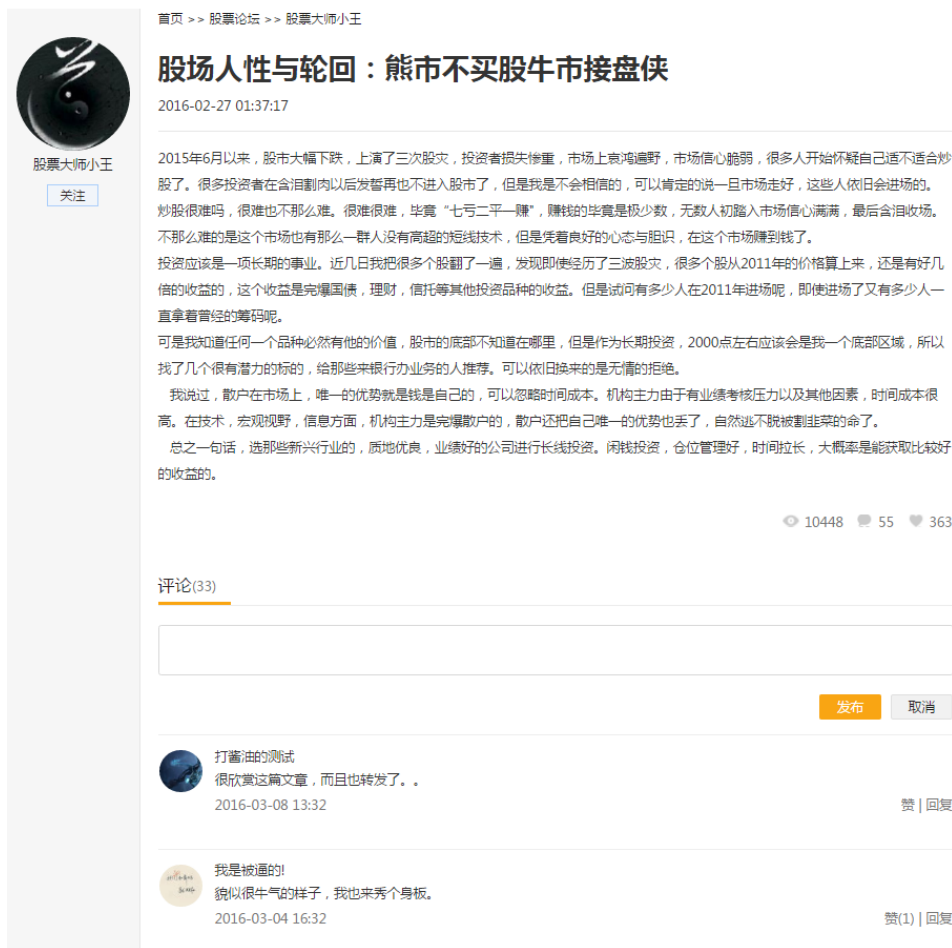 首页 >> 股票论坛 >> 股票大师小王
股场人性与轮回：熊市不买股牛市接盘侠
2016-02-27 01:37:17
股票大师小王
关注
2015年6月以来，股市大幅下跌，上演了三次股灾，投资者损失惨重，市场上哀鸿遍野，市场信心脆弱，很多人开始怀疑自己适不适合炒
股了。很多投资者在含泪割肉以后发誓再也不进入股市了，但是我是不会相信的，可以肯定的说一旦市场走好，这些人依旧会进场的。
炒股很难吗，很难也不那么难。很难很难，毕竟“七亏二平一赚"，赚钱的毕竟是极少数，无数人初踏入市场信心满满，最后含泪收场。
不那么难的是这个市场也有那么一群人没有高超的短线技术，但是凭着良好的心态与胆识，在这个市场赚到钱了。
投资应该是一项长期的事业。近几日我把很多个股翻了一遍，发现即使经历了三波股灾，很多个股从2011年的价格算上来，还是有好几
倍的收益的，这个收益是完爆国债，理财，信托等其他投资品种的收益。但是试问有多少人在2011年进场呢，即使进场了又有多少人一
直拿着曾经的筹码呢。
可是我知道任何一个品种必然有他的价值，股市的底部不知道在哪里，但是作为长期投资，2000点左右应该会是我一个底部区域，所以
找了几个很有潜力的标的，给那些来银行办业务的人推荐。可以依旧换来的是无情的拒绝。
我说过，散户在市场上，唯一的优势就是钱是自己的，可以忽略时间成本。机构主力由于有业绩考核压力以及其他因素，时间成本很
高。在技术，宏观视野，信息方面，机构主力是完爆散户的，散户还把自己唯一的优势也丢了，自然逃不脱被割韭菜的命了。
总之一句话，选那些新兴行业的，质地优良，业绩好的公司进行长线投资。闲钱投资，仓位管理好，时间拉长，大概率是能获取比较好
的收益的。
10448 55 363
评论(33)
发布 取消
打酱油的测试
很欣赏这篇文章，而且也转发了。。
2016-03-08 13:32 赞 | 回复
我是被逼的!
貌似很牛气的样子，我也来秀个身板。
2016-03-04 16:32 赞(1) | 回复